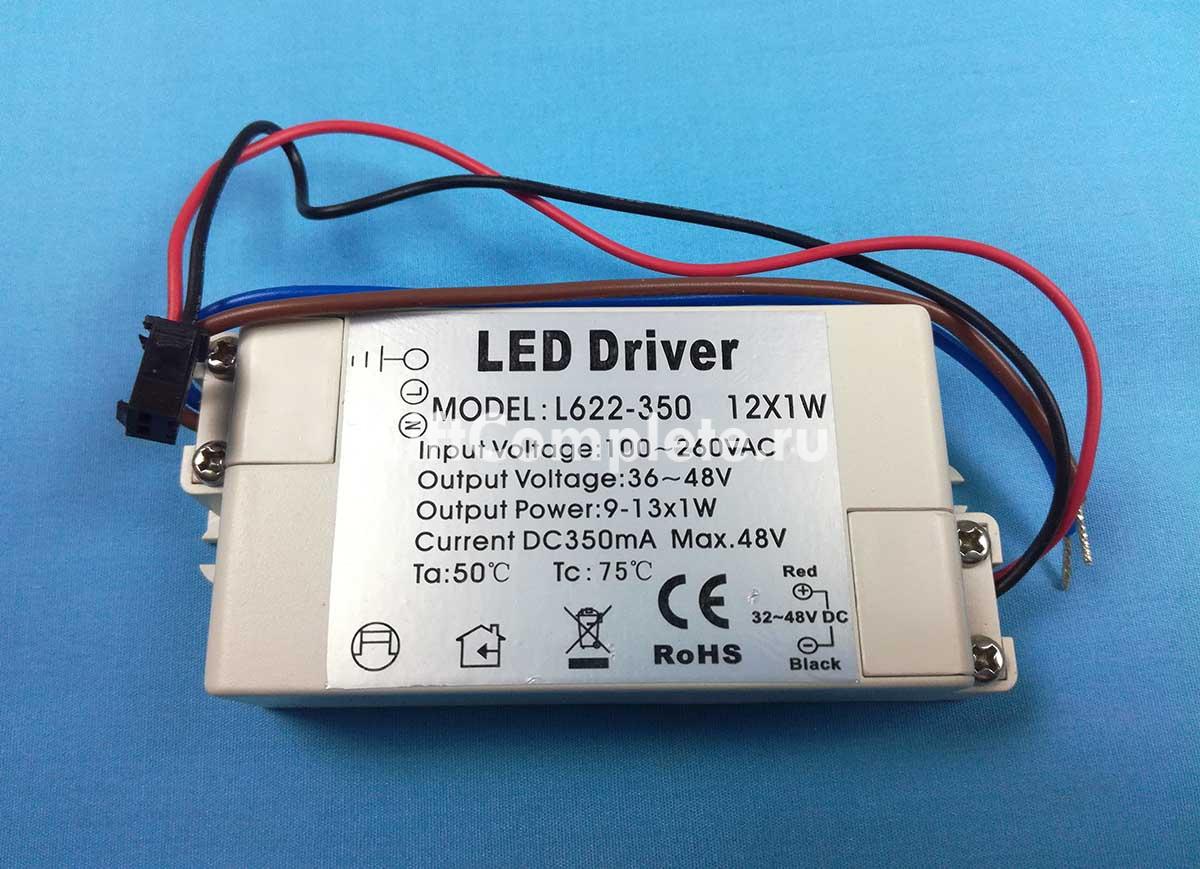 LED Driver
L
N
MODEL: L622-350 12X1W
Input Voltage:100~260VAC
Output Voltage:36~48V
Output Power:9-13x1W
Current DC350mA Max.48V
Ta:50℃ Tc: 75℃
CE
RoHS
Red
+
32~48V DC
-
Black